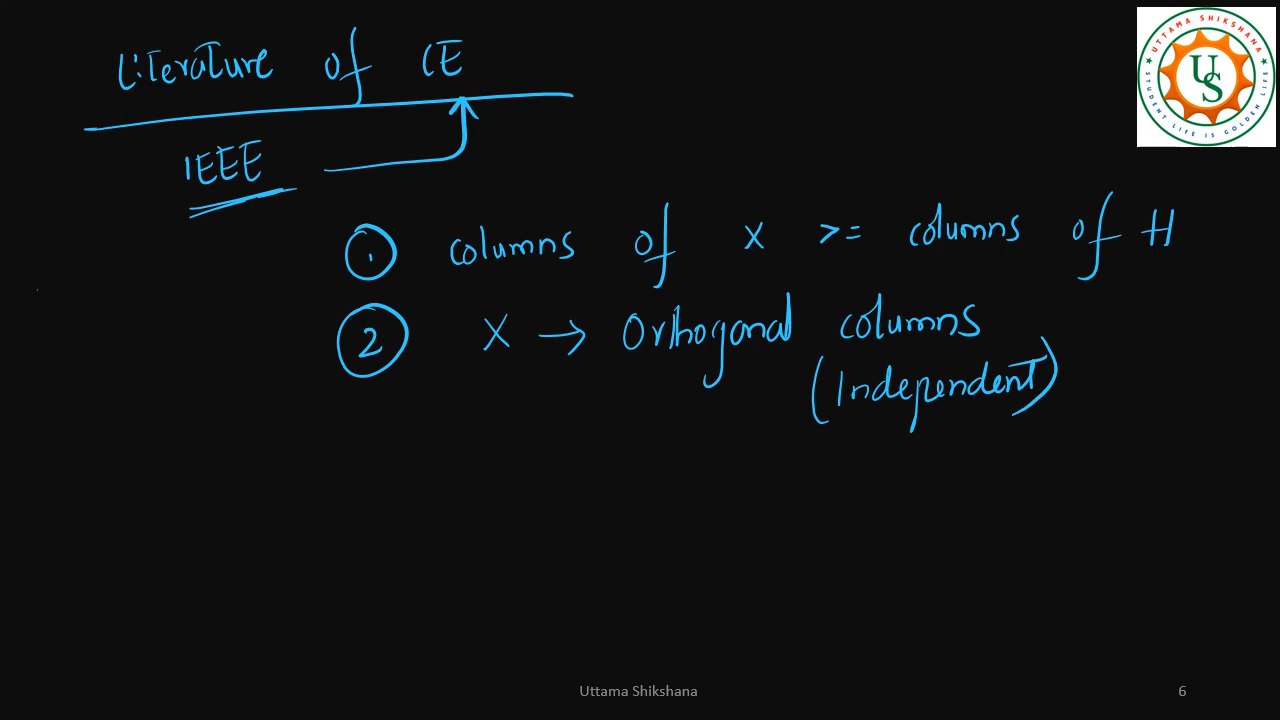 Literature of CE
IEEE
1. columns of X >= columns of H
2 X → Orthogonal columns
(Independent)
UTTAMA SHIKSHANA
US
STUDENT LIFE IS GOLDEN LIFE
Uttama Shikshana
6